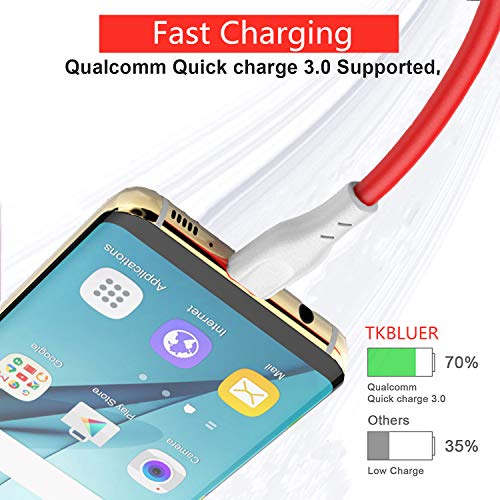 Fast Charging
Qualcomm Quick charge 3.0 Supported,
Applications
Internet
Mail
Google
Play Store
Camera
TKBLUER
70%
Qualcomm
Quick charge 3.0
Others
35%
Low Charge